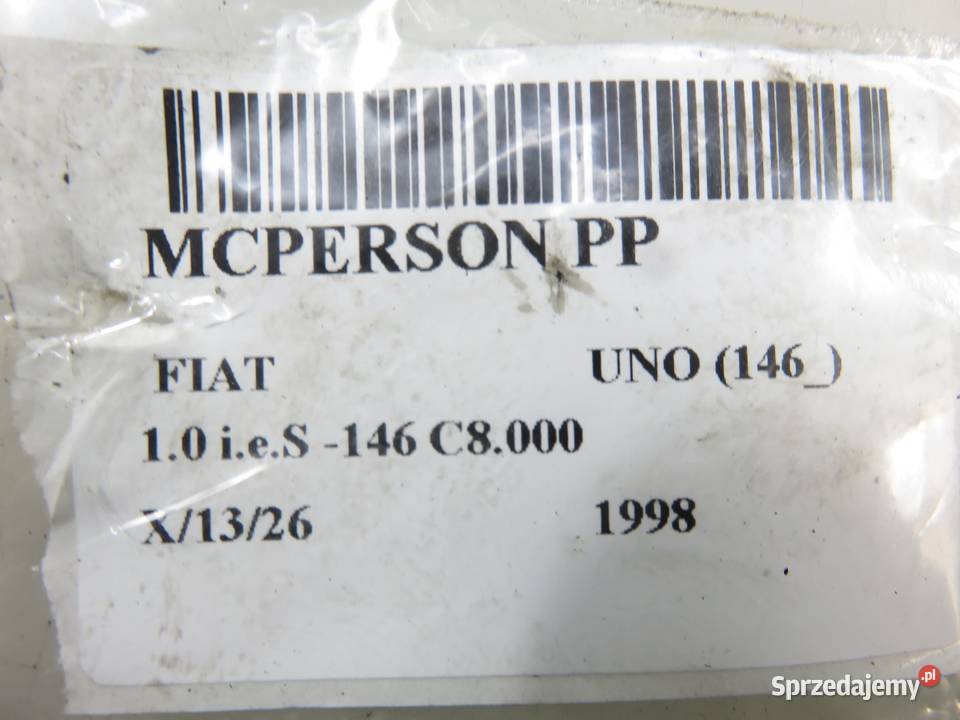 MCPERSON PP
FIAT UNO (146_)
1.0 i.e.S -146 C8.000
X/13/26 1998
Sprzedajemy.pl